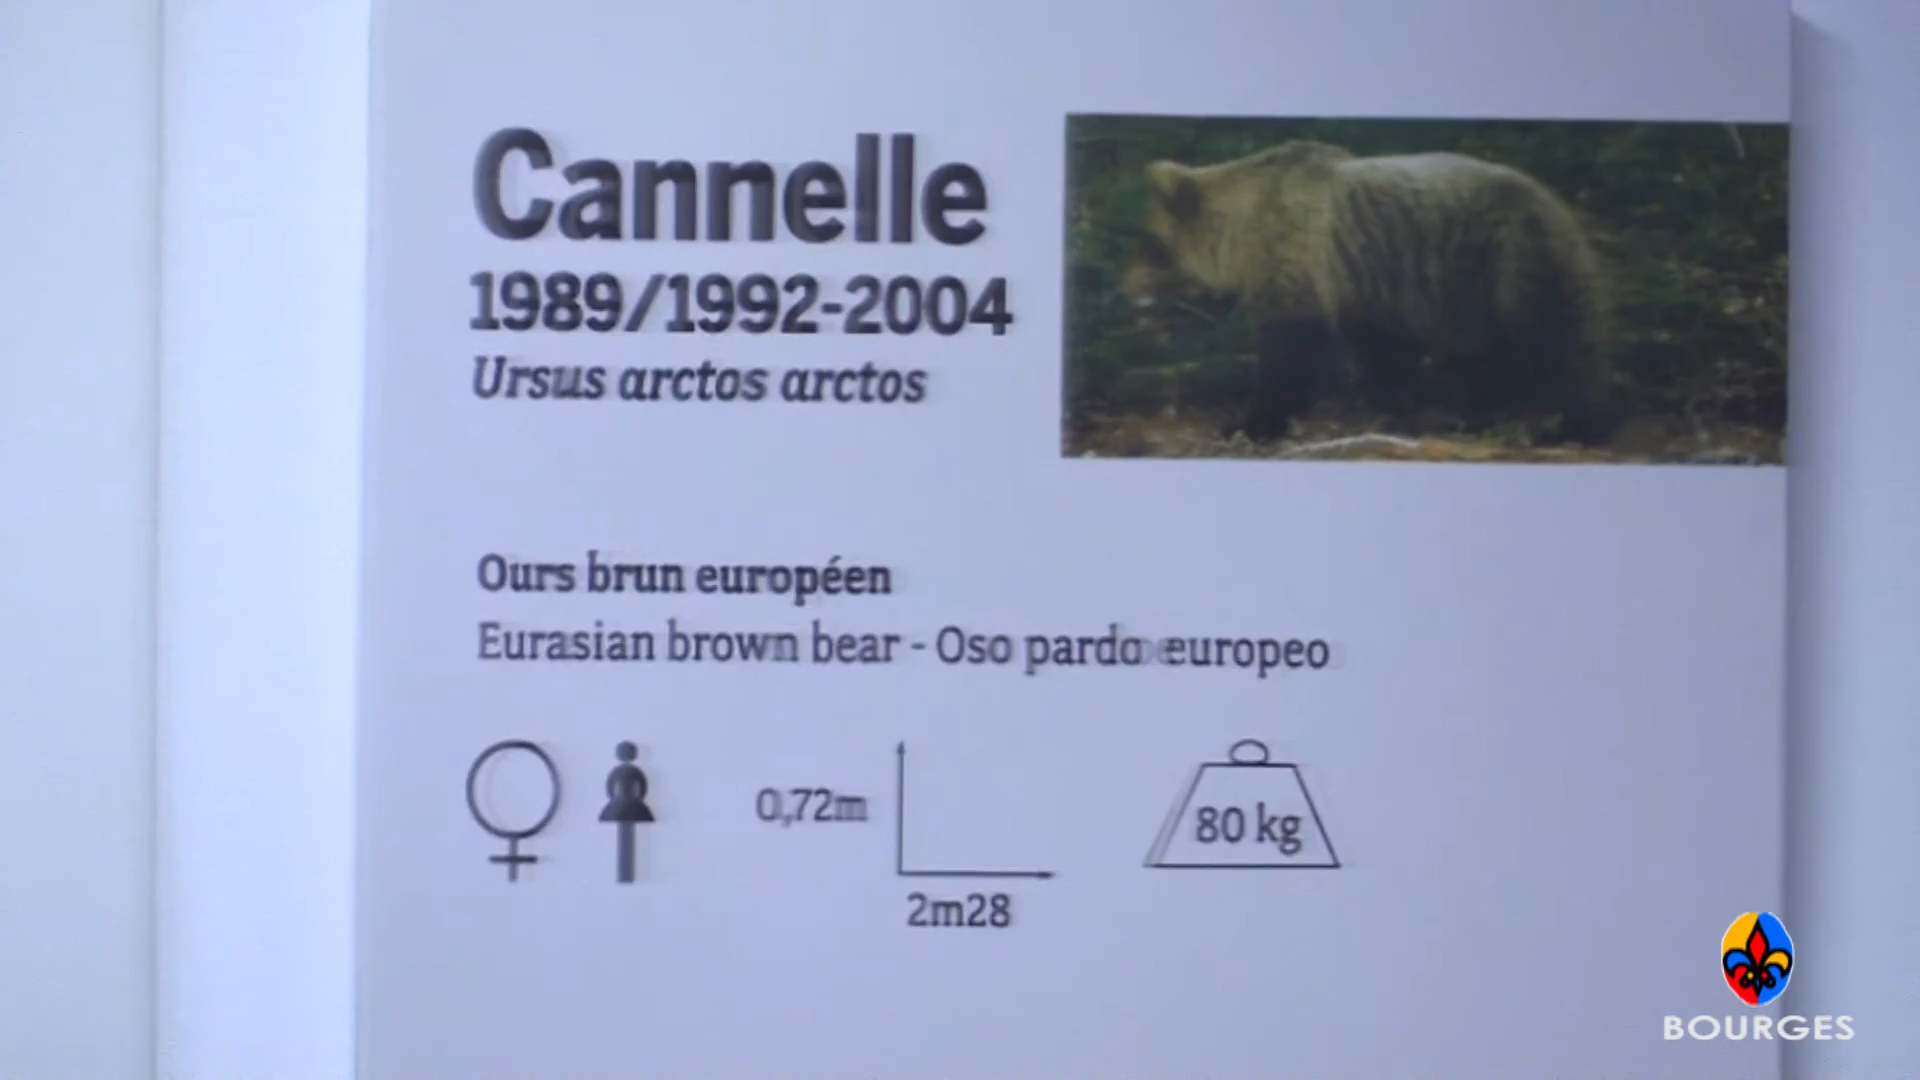 Cannelle
1989/1992-2004
Ursus arctos arctos
Ours brun européen
Eurasian brown bear - Oso pardo europeo
0,72m
2m28
80 kg
BOURGES